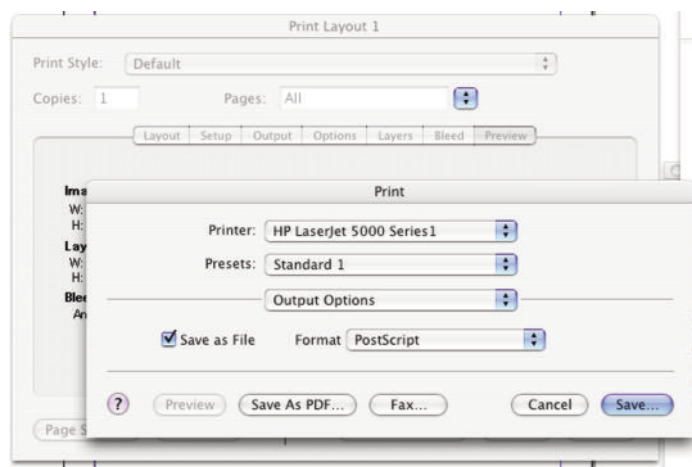 Print Layout 1
Print Style: Default
Copies: 1 Pages: All
Layout Setup Output Options Layers Bleed Preview
Print
Printer: HP LaserJet 5000 Series1
W:
H:
Presets: Standard 1
W:
H:
Output Options
Save as File Format PostScript
? Preview Save As PDF... Fax... Cancel Save...